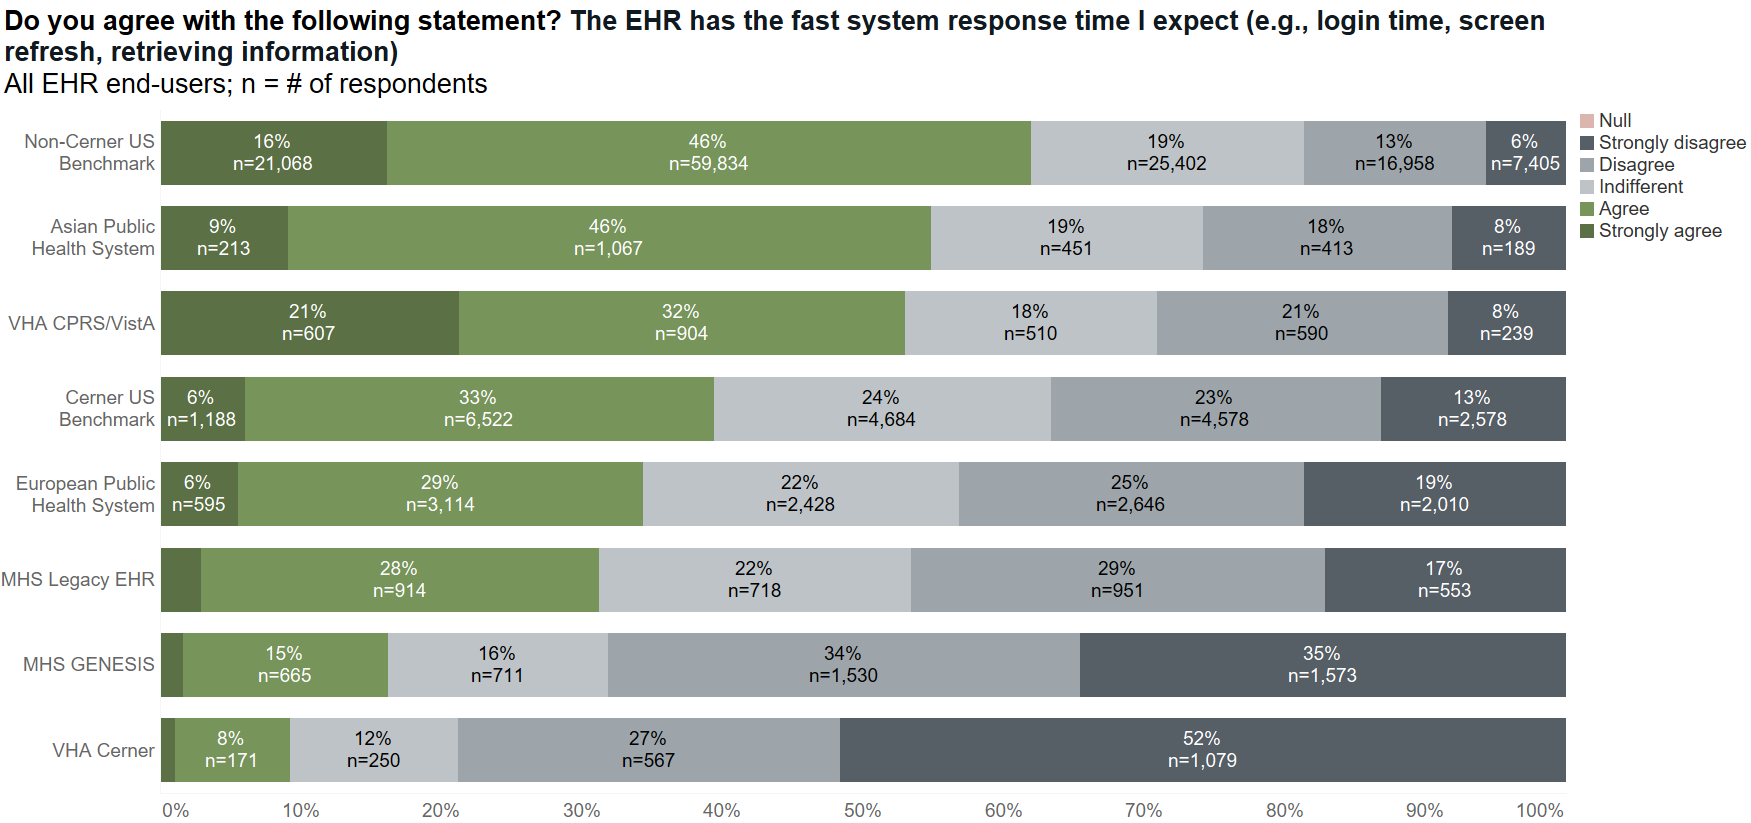 Do you agree with the following statement? The EHR has the fast system response time I expect (e.g., login time, screen
refresh, retrieving information)
All EHR end-users; n = # of respondents
Null
Strongly disagree
Disagree
Indifferent
Agree
Strongly agree
Non-Cerner US
Benchmark
16% 46% 19% 13% 6%
n=21,068 n=59,834 n=25,402 n=16,958 n=7,405
Asian Public
Health System
9% 46% 19% 18% 8%
n=213 n=1,067 n=451 n=413 n=189
VHA CPRS/VistA
21% 32% 18% 21% 8%
n=607 n=904 n=510 n=590 n=239
Cerner US
Benchmark
6% 33% 24% 23% 13%
n=1,188 n=6,522 n=4,684 n=4,578 n=2,578
European Public
Health System
6% 29% 22% 25% 19%
n=595 n=3,114 n=2,428 n=2,646 n=2,010
MHS Legacy EHR
28% 22% 29% 17%
n=914 n=718 n=951 n=553
MHS GENESIS
15% 16% 34% 35%
n=665 n=711 n=1,530 n=1,573
VHA Cerner
8% 12% 27% 52%
n=171 n=250 n=567 n=1,079
0% 10% 20% 30% 40% 50% 60% 70% 80% 90% 100%